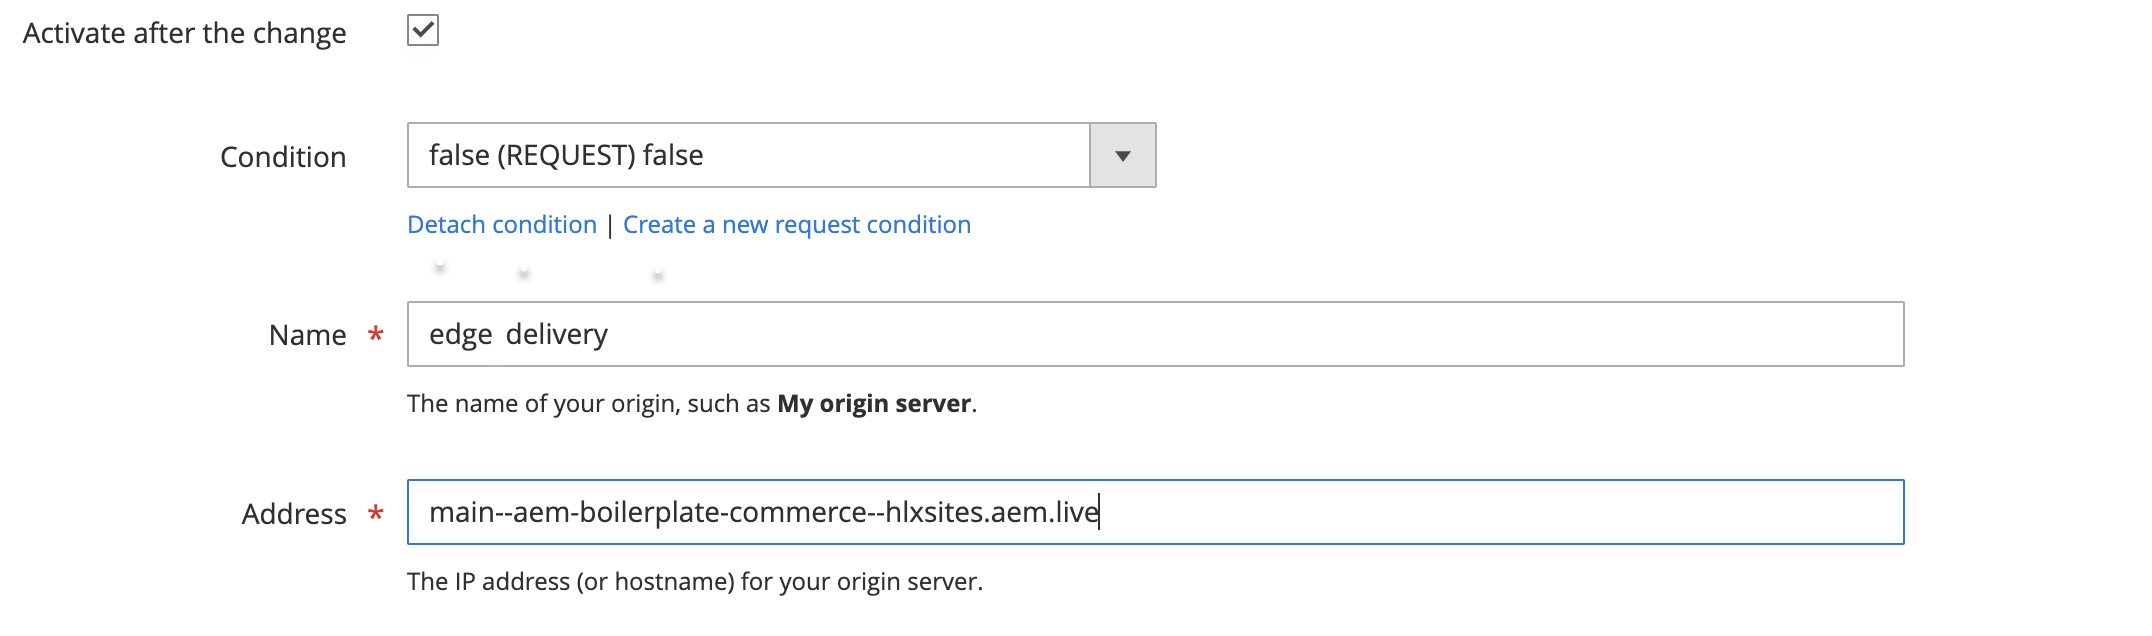 Activate after the change
Condition
false (REQUEST) false
Detach condition | Create a new request condition
Name *
edge delivery
The name of your origin, such as My origin server.
Address *
main--aem-boilerplate-commerce--hlxsites.aem.live
The IP address (or hostname) for your origin server.